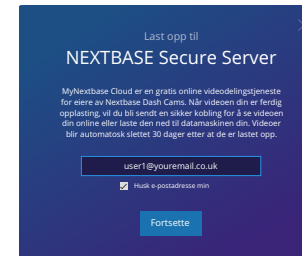 Last opp til
NEXTBASE Secure Server
MyNextbase Cloud er en gratis online videodelingstjeneste
for eiere av Nextbase Dash Cams. Når videoen din er ferdig
opplasting, vil du bli sendt en sikker kobling for å se videoen
din online eller laste den ned til datamaskinen din. Videoer
blir automatosk slettet 30 dager etter at de er lastet opp.
user1@youremail.co.uk
Husk e-postadresse min
Fortsette